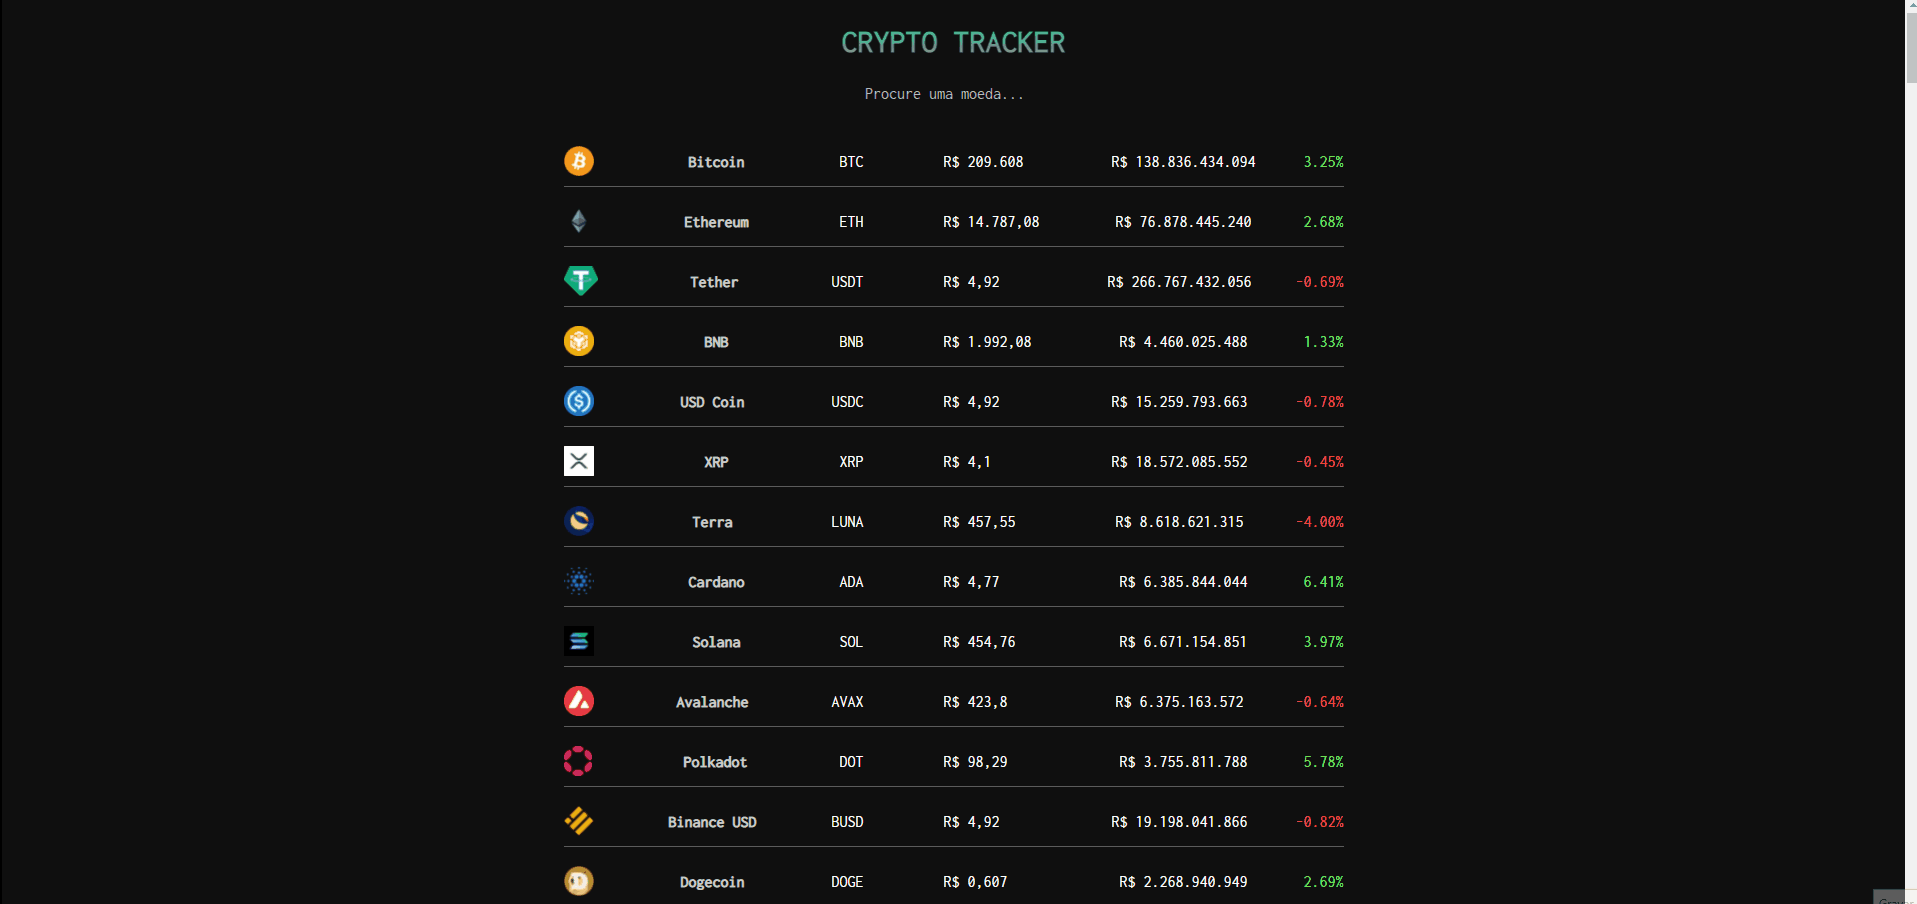 CRYPTO TRACKER
Procure uma moeda...
Bitcoin BTC R$ 209.608 R$ 138.836.434.094 3.25%
Ethereum ETH R$ 14.787,08 R$ 76.878.445.240 2.68%
Tether USDT R$ 4,92 R$ 266.767.432.056 -0.69%
BNB BNB R$ 1.992,08 R$ 4.460.025.488 1.33%
USD Coin USDC R$ 4,92 R$ 15.259.793.663 -0.78%
XRP XRP R$ 4,1 R$ 18.572.085.552 -0.45%
Terra LUNA R$ 457,55 R$ 8.618.621.315 -4.00%
Cardano ADA R$ 4,77 R$ 6.385.844.044 6.41%
Solana SOL R$ 454,76 R$ 6.671.154.851 3.97%
Avalanche AVAX R$ 423,8 R$ 6.375.163.572 -0.64%
Polkadot DOT R$ 98,29 R$ 3.755.811.788 5.78%
Binance USD BUSD R$ 4,92 R$ 19.198.041.866 -0.82%
Dogecoin DOGE R$ 0,607 R$ 2.268.940.949 2.69%